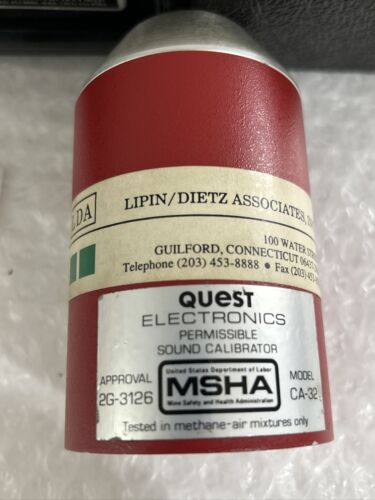 LDA
LIPIN/DIETZ ASSOCIATES,
100 WATER
GUILFORD, CONNECTICUT 06437
Telephone (203) 453-8888 • Fax (203)
QUEST
ELECTRONICS
PERMISSIBLE
SOUND CALIBRATOR
United States Department of Labor
APPROVAL MSHA MODEL
2G-3126 CA-32
Mine Safety and Health Administration
Tested in methane-air mixtures only